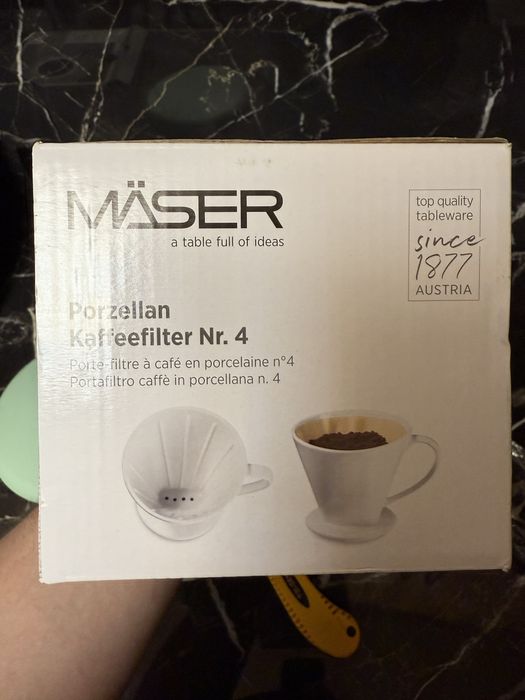 MÄSER
a table full of ideas
top quality
tableware
since
1877
AUSTRIA
Porzellan
Kaffeefilter Nr. 4
Porte-filtre à café en porcelaine n°4
Portafiltro caffè in porcellana n. 4